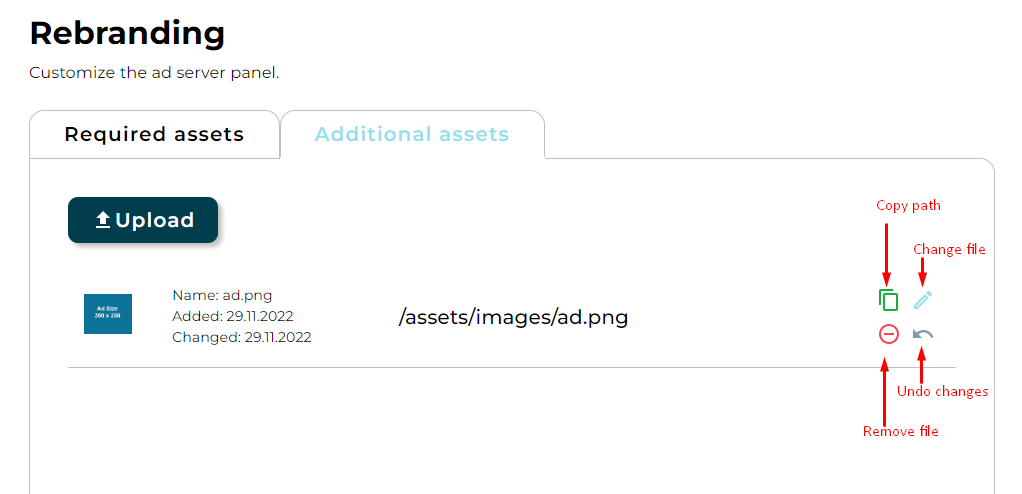 Rebranding
Customize the ad server panel.
Required assets
Additional assets
Upload
Copy path
Change file
Ad Size
300 x 250
Name: ad.png
Added: 29.11.2022
Changed: 29.11.2022
/assets/images/ad.png
Undo changes
Remove file